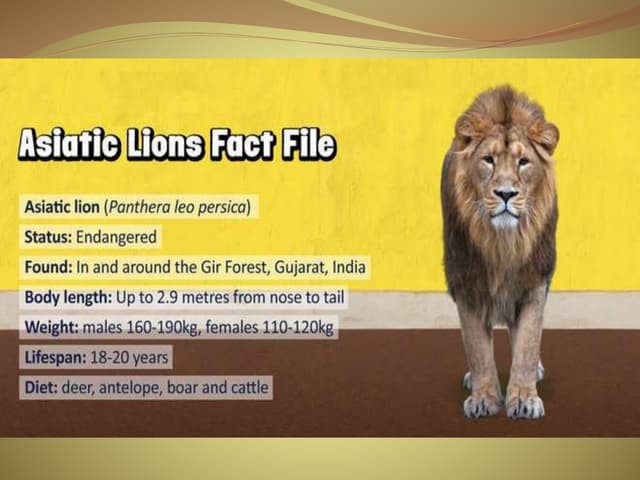 Asiatic Lions Fact File
Asiatic lion (Panthera leo persica)
Status: Endangered
Found: In and around the Gir Forest, Gujarat, India
Body length: Up to 2.9 metres from nose to tail
Weight: males 160-190kg, females 110-120kg
Lifespan: 18-20 years
Diet: deer, antelope, boar and cattle